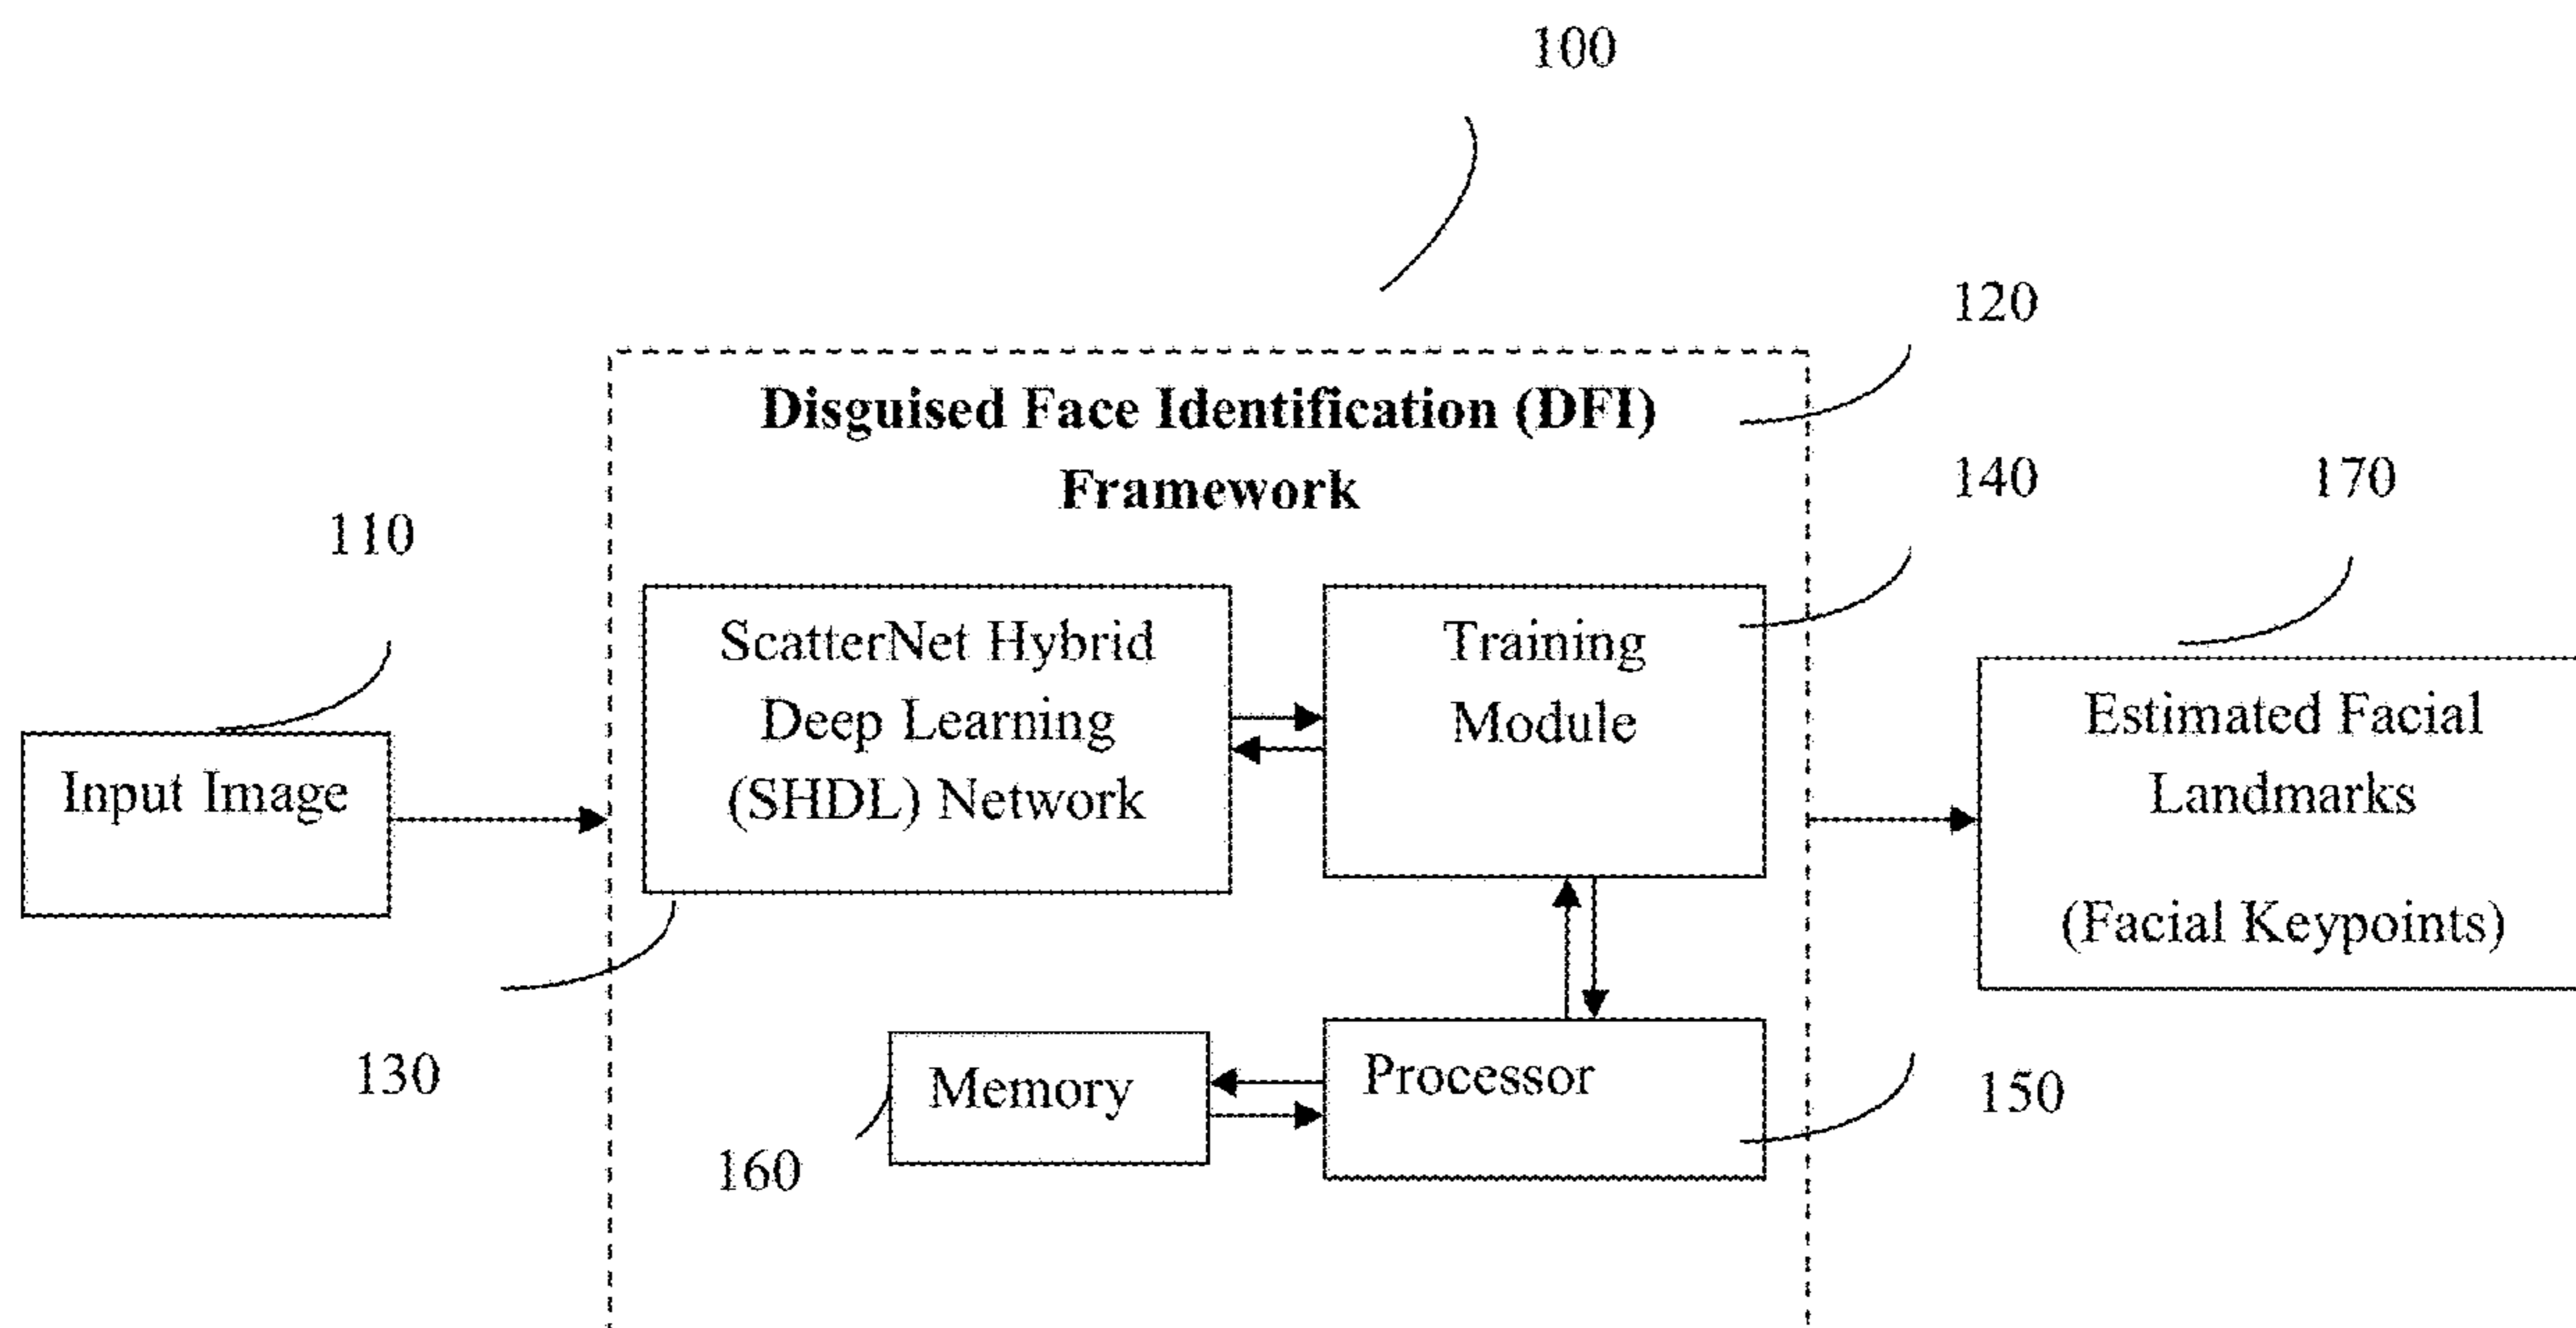 100
120
Disguised Face Identification (DFI)
Framework
140
170
110
ScatterNet Hybrid
Deep Learning
(SHDL) Network
Training
Module
Input Image
Estimated Facial
Landmarks
(Facial Keypoints)
130
Memory
160
Processor
150